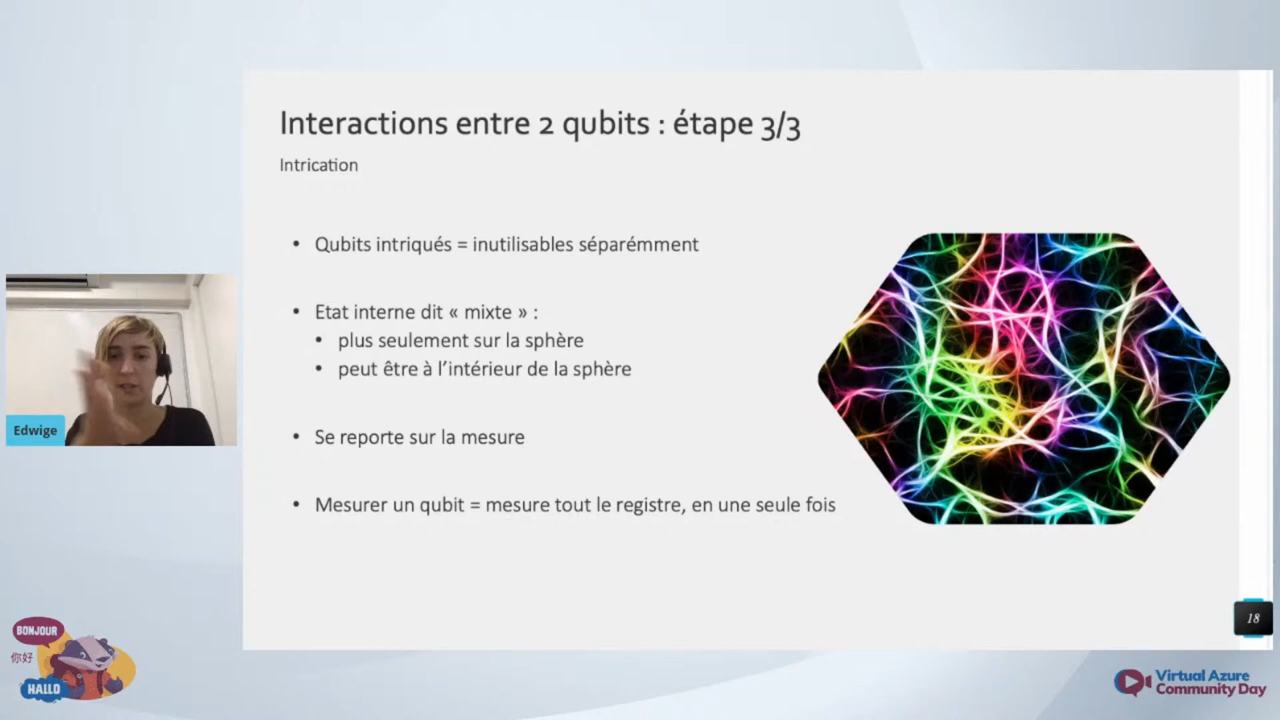 Interactions entre 2 qubits : étape 3/3
Intrication
• Qubits intriqués = inutilisables séparémment
• Etat interne dit « mixte » :
• plus seulement sur la sphère
• peut être à l'intérieur de la sphère
• Se reporte sur la mesure
• Mesurer un qubit = mesure tout le registre, en une seule fois
18
Edwige
BONJOUR
你好
HALLO
Virtual Azure
Community Day